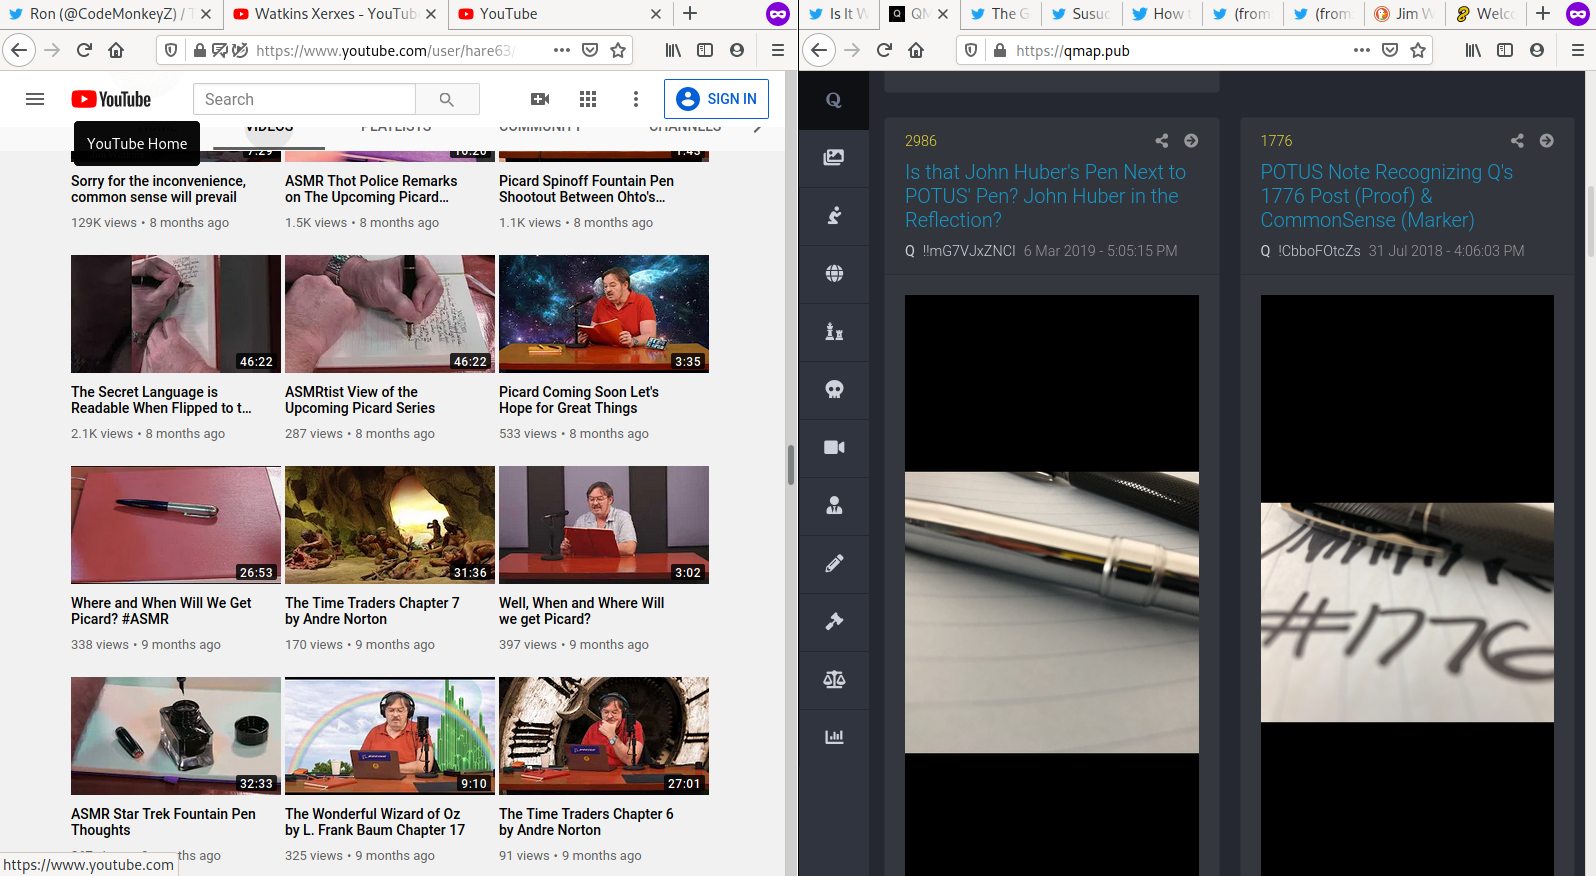 Ron (@CodeMonkeyZ) / T
Watkins Xerxes - YouTub
YouTube
https://www.youtube.com/user/hare63/
YouTube
Search
SIGN IN
YouTube Home
VIDEOS
PLAYLISTS
COMMUNITY
CHANNELS
7:29
10:20
1:43
Sorry for the inconvenience,
common sense will prevail
129K views • 8 months ago
ASMR Thot Police Remarks
on The Upcoming Picard...
1.5K views • 8 months ago
Picard Spinoff Fountain Pen
Shootout Between Ohto's...
1.1K views • 8 months ago
46:22
46:22
3:35
The Secret Language is
Readable When Flipped to t...
2.1K views • 8 months ago
ASMRtist View of the
Upcoming Picard Series
287 views • 8 months ago
Picard Coming Soon Let's
Hope for Great Things
533 views • 8 months ago
26:53
31:36
3:02
Where and When Will We Get
Picard? #ASMR
338 views • 9 months ago
The Time Traders Chapter 7
by Andre Norton
170 views • 9 months ago
Well, When and Where Will
we get Picard?
397 views • 9 months ago
32:33
9:10
27:01
ASMR Star Trek Fountain Pen
Thoughts
ths ago
The Wonderful Wizard of Oz
by L. Frank Baum Chapter 17
325 views • 9 months ago
The Time Traders Chapter 6
by Andre Norton
91 views • 9 months ago
https://www.youtube.com
Is It W
QM
The G
Susuc
How t
(from:
(from:
Jim W
Welco
https://qmap.pub
Q
2986
Is that John Huber's Pen Next to
POTUS' Pen? John Huber in the
Reflection?
Q !!mG7VJxZNCI 6 Mar 2019 - 5:05:15 PM
1776
POTUS Note Recognizing Q's
1776 Post (Proof) &
CommonSense (Marker)
Q !CbboFOtcZs 31 Jul 2018 - 4:06:03 PM
#1776